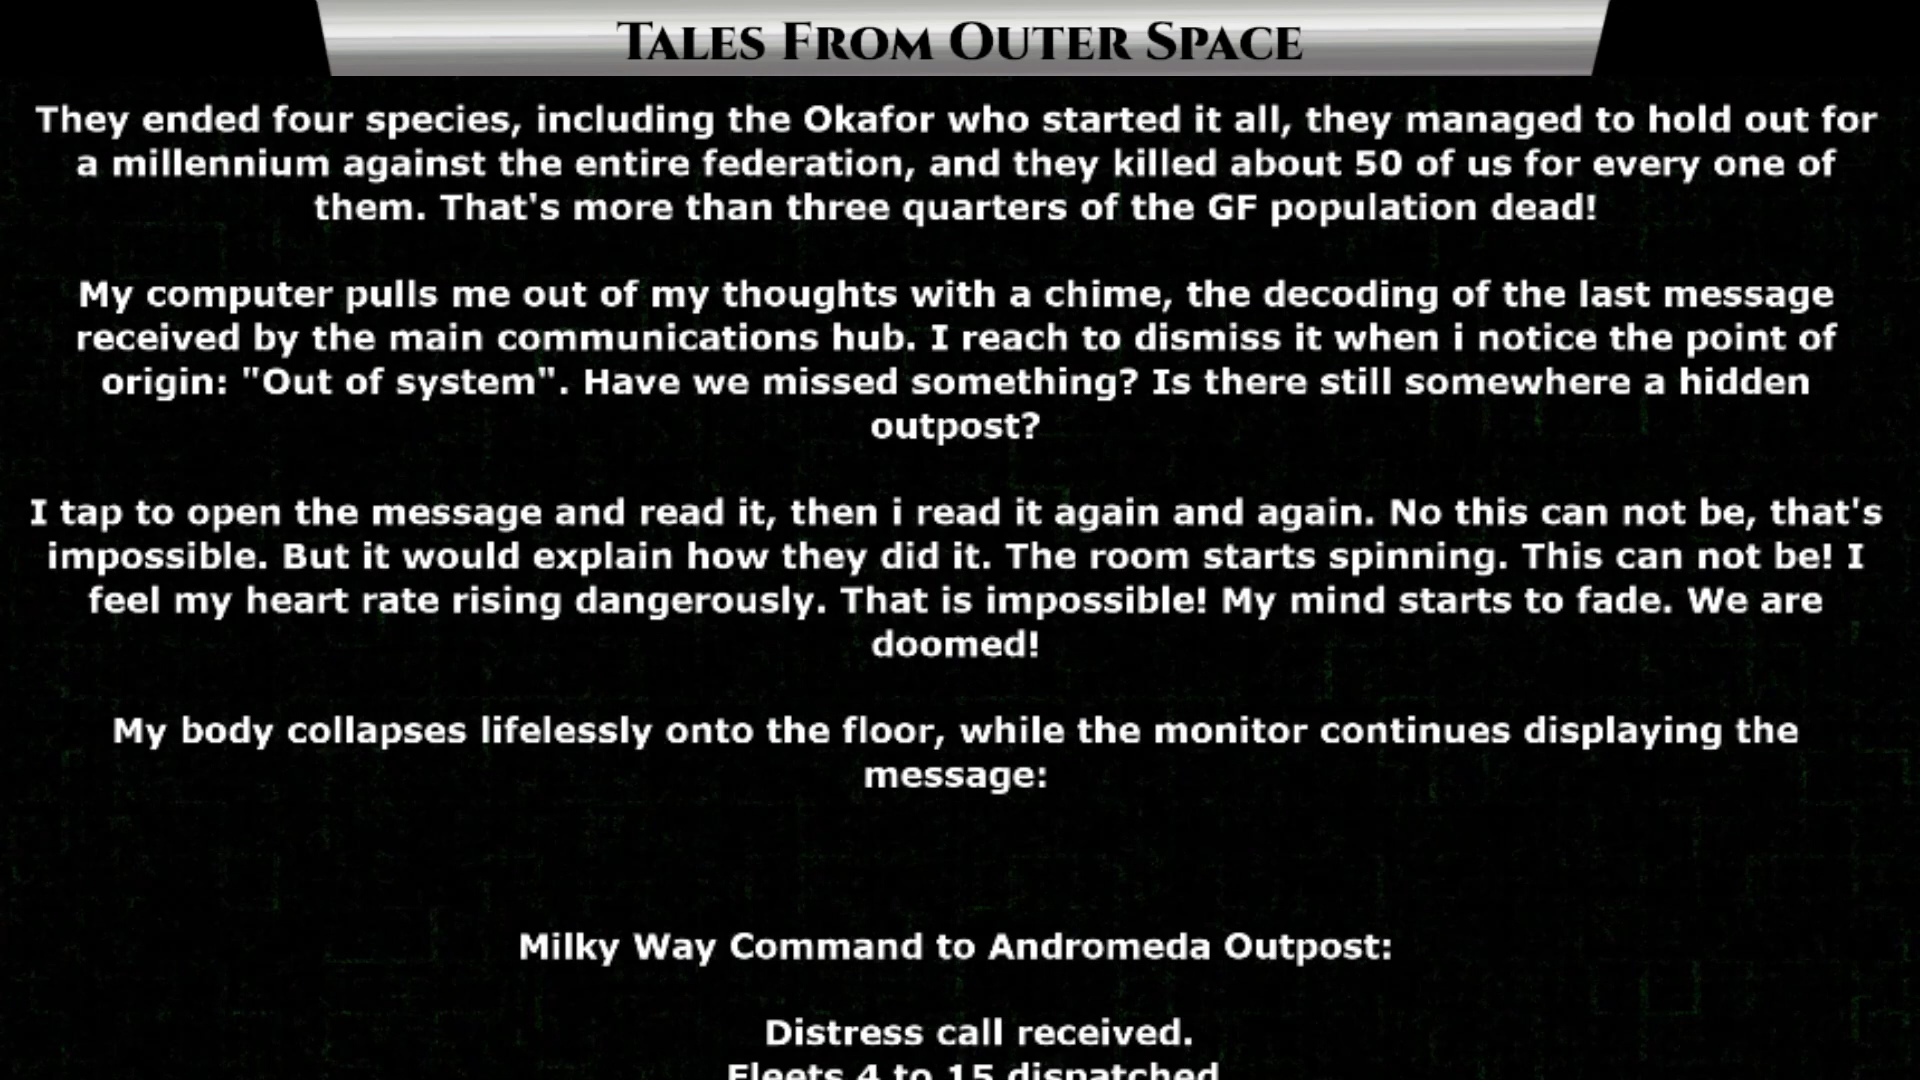 Tales From Outer Space
They ended four species, including the Okafor who started it all, they managed to hold out for
a millennium against the entire federation, and they killed about 50 of us for every one of
them. That's more than three quarters of the GF population dead!
My computer pulls me out of my thoughts with a chime, the decoding of the last message
received by the main communications hub. I reach to dismiss it when i notice the point of
origin: "Out of system". Have we missed something? Is there still somewhere a hidden
outpost?
I tap to open the message and read it, then i read it again and again. No this can not be, that's
impossible. But it would explain how they did it. The room starts spinning. This can not be! I
feel my heart rate rising dangerously. That is impossible! My mind starts to fade. We are
doomed!
My body collapses lifelessly onto the floor, while the monitor continues displaying the
message:
Milky Way Command to Andromeda Outpost:
Distress call received.
Fleets 4 to 15 dispatched